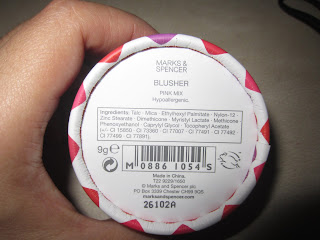 MARKS &
SPENCER
BLUSHER
PINK MIX
Hypoallergenic
Ingredients: Talc - Mica - Ethylhexyl Palmitate - Nylon-12 -
Zinc Stearate - Dimethicone - Myristyl Lactate - Methicone
Phenoxyethanol - Caprylyl Glycol - Tocopheryl Acetate
(+/- CI 15850 - CI 73360 - CI 77007 - CI 77491 - CI 77492
CI 77499 - CI 77891).
9g e
M 0886 1054 S
Made in China.
T22
© Marks and Spencer plc
PO Box 3339 Chester CH99 9QS
marksandspencer.com
26102A